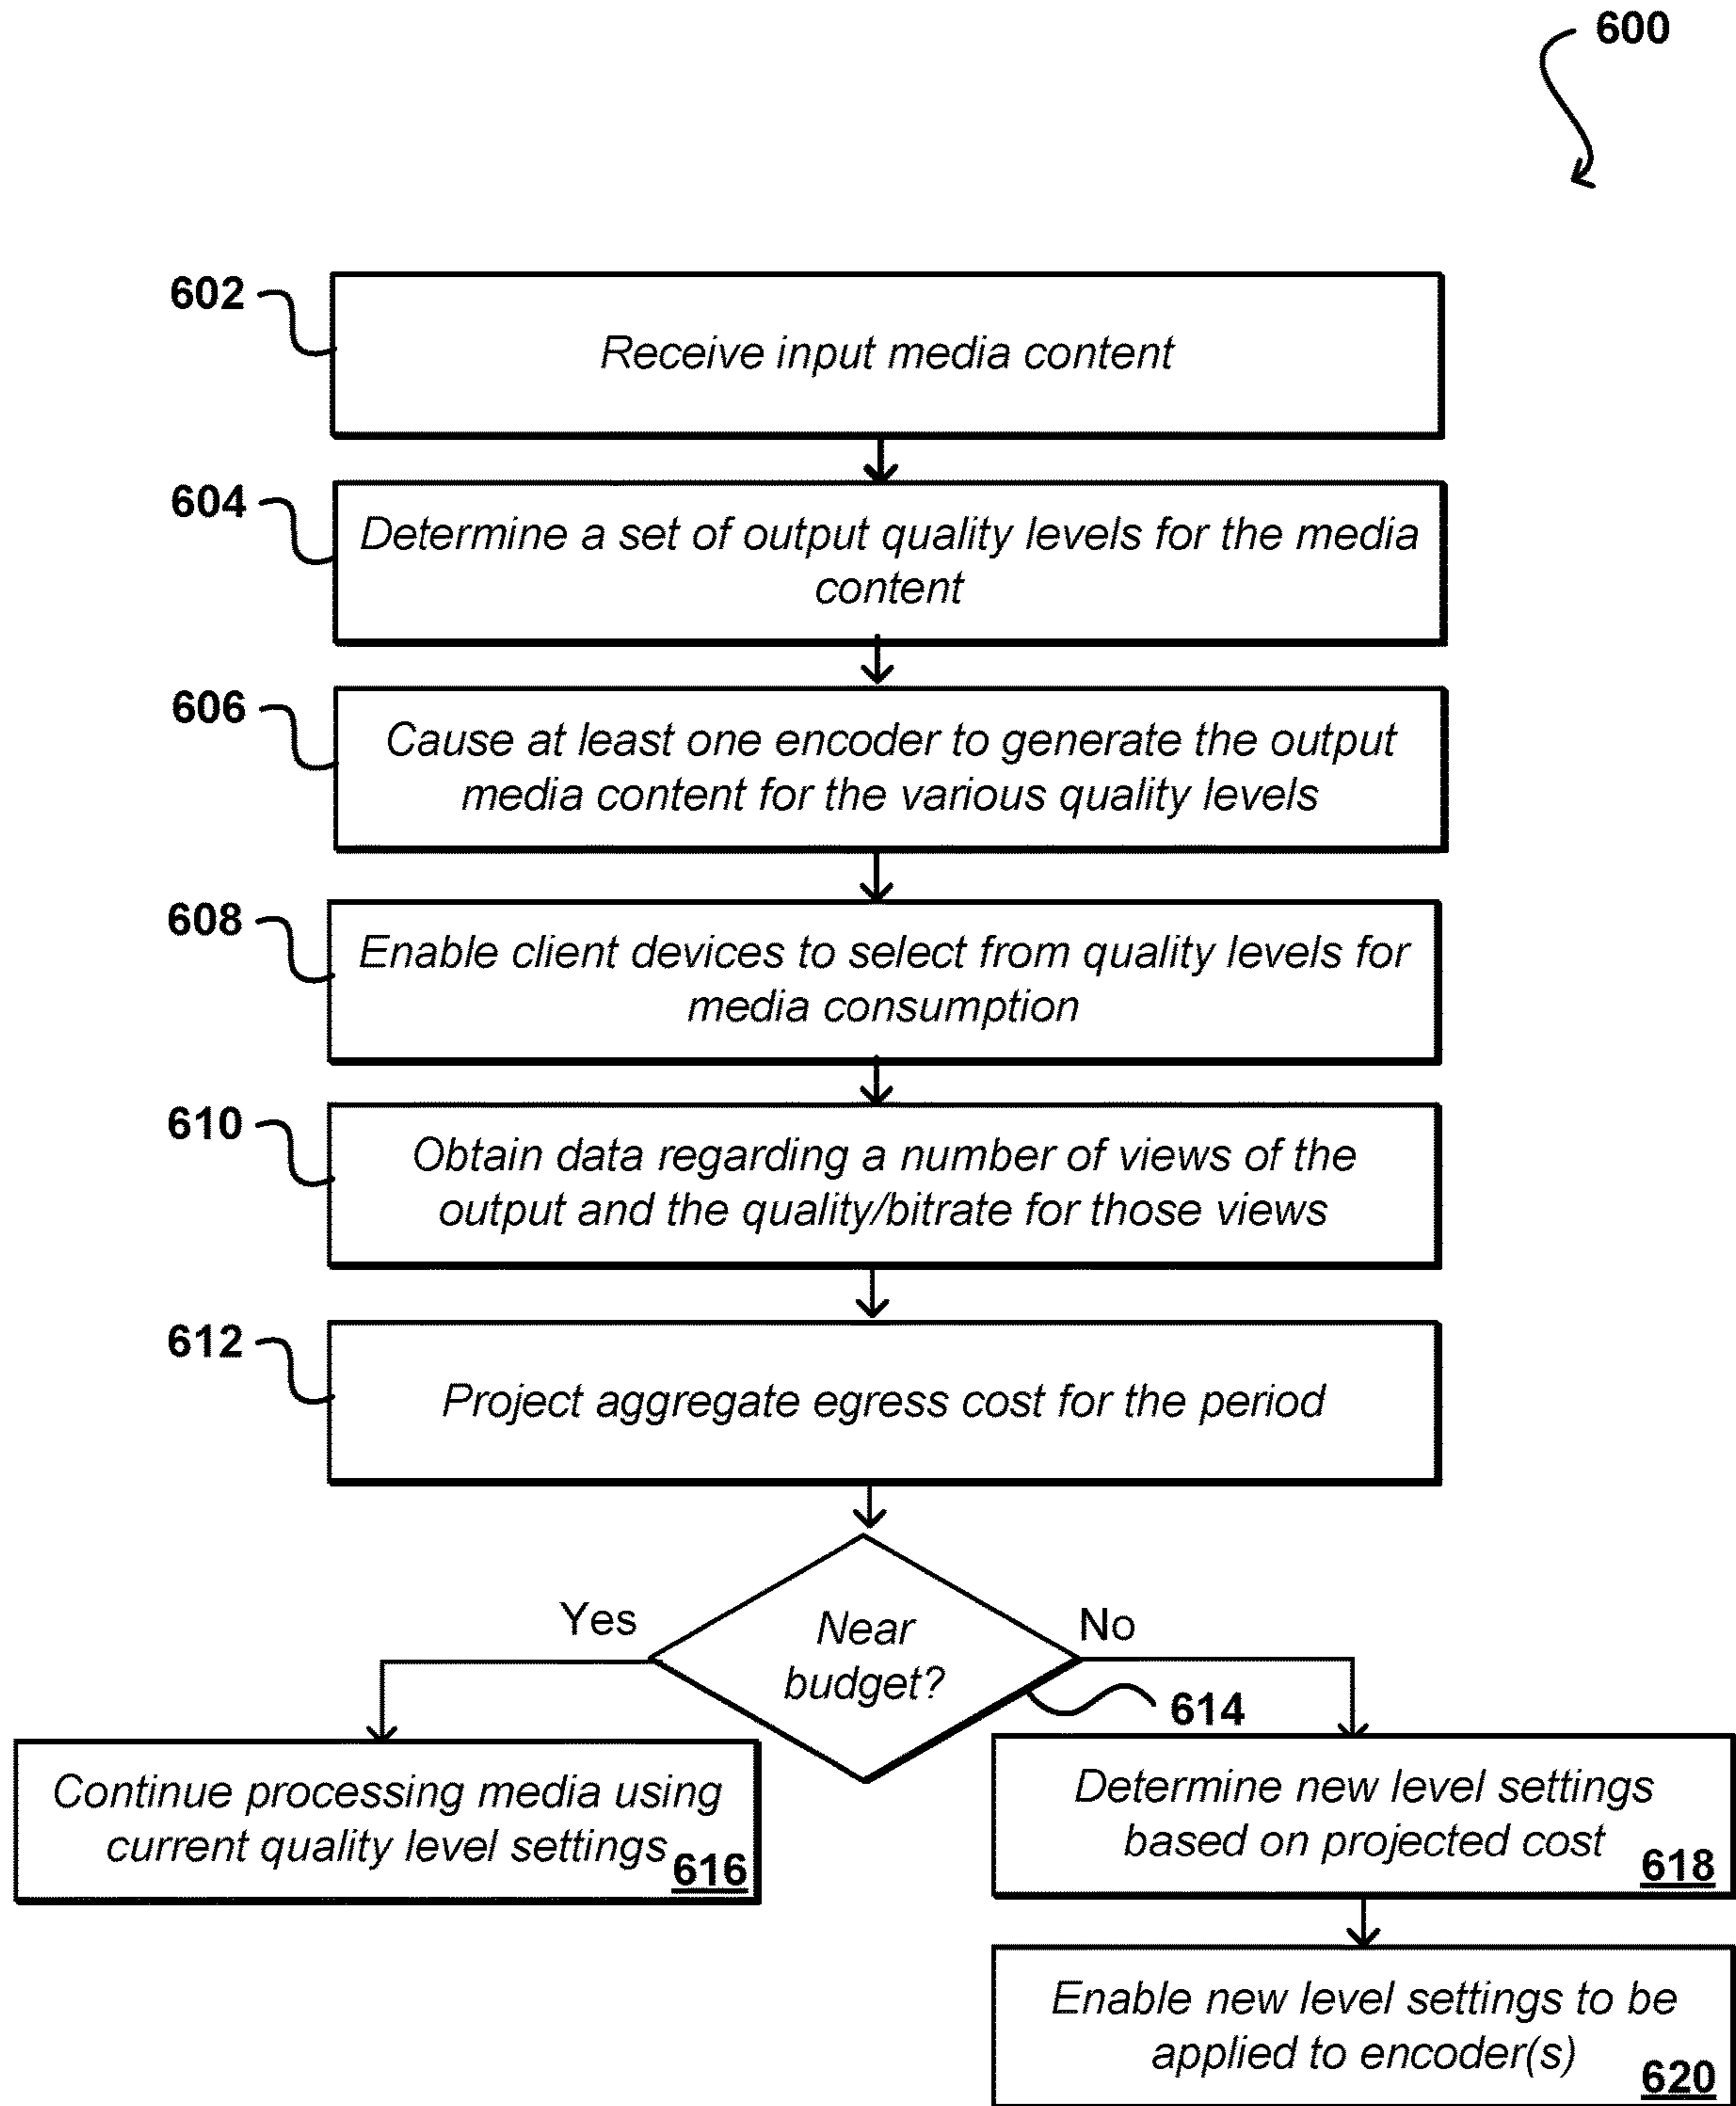 600
602
Receive input media content
604
Determine a set of output quality levels for the media
content
606
Cause at least one encoder to generate the output
media content for the various quality levels
608
Enable client devices to select from quality levels for
media consumption
610
Obtain data regarding a number of views of the
output and the quality/bitrate for those views
612
Project aggregate egress cost for the period
Yes
Near
budget?
No
614
Continue processing media using
current quality level settings
616
Determine new level settings
based on projected cost
618
Enable new level settings to be
applied to encoder(s)
620